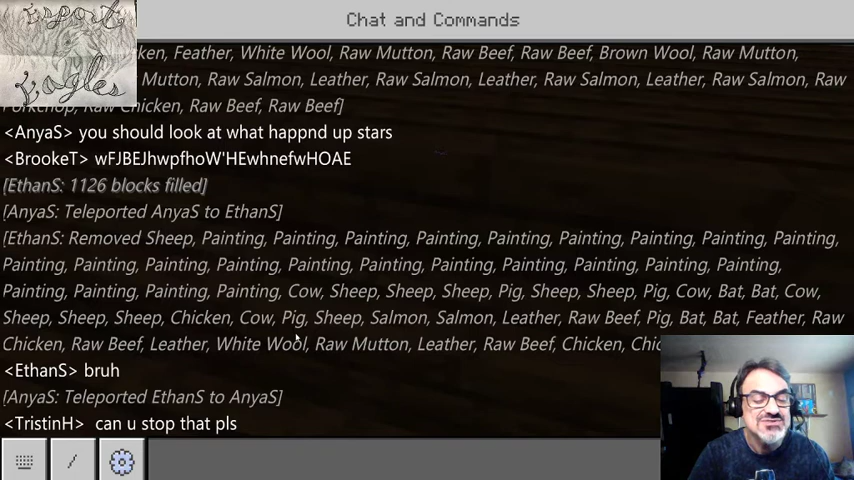 Chat and Commands
Esport
Eagles
ken, Feather, White Wool, Raw Mutton, Raw Beef, Raw Beef, Brown Wool, Raw Mutton,
Mutton, Raw Salmon, Leather, Raw Salmon, Leather, Raw Salmon, Leather, Raw Salmon, Raw
Porkchop, Raw Chicken, Raw Beef, Raw Beef]
<AnyaS> you should look at what happnd up stars
<BrookeT> wFJBEJhwpfhoW'HEwhnefwHOAE
[EthanS: 1126 blocks filled]
[AnyaS: Teleported AnyaS to EthanS]
[EthanS: Removed Sheep, Painting, Painting, Painting, Painting, Painting, Painting, Painting, Painting, Painting,
Painting, Painting, Painting, Painting, Painting, Painting, Painting, Painting, Painting, Painting, Painting,
Painting, Painting, Painting, Painting, Cow, Sheep, Sheep, Sheep, Pig, Sheep, Sheep, Pig, Cow, Bat, Bat, Cow,
Sheep, Sheep, Sheep, Chicken, Cow, Pig, Sheep, Salmon, Salmon, Leather, Raw Beef, Pig, Bat, Bat, Feather, Raw
Chicken, Raw Beef, Leather, White Wool, Raw Mutton, Leather, Raw Beef, Chicken, Chic
<EthanS> bruh
[AnyaS: Teleported EthanS to AnyaS]
<TristinH> can u stop that pls
/